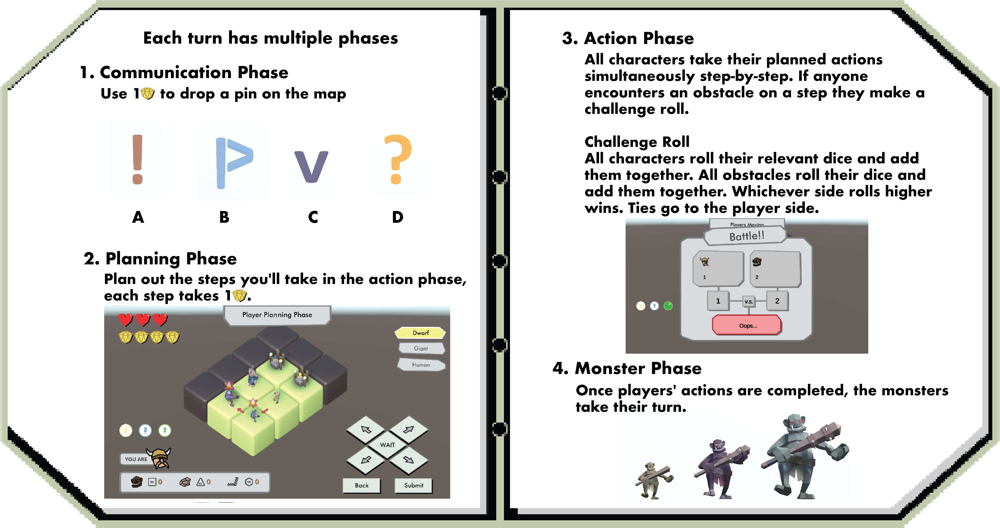 Each turn has multiple phases
1. Communication Phase
Use 1 to drop a pin on the map
! P v ?
A B C D
2. Planning Phase
Plan out the steps you'll take in the action phase,
each step takes 1.
Player Planning Phase
Dwarf
Giant
Human
? ? ?
WAIT
YOU ARE
D6 0 D4 0 D8 0
Back Submit
3. Action Phase
All characters take their planned actions
simultaneously step-by-step. If anyone
encounters an obstacle on a step they make a
challenge roll.
Challenge Roll
All characters roll their relevant dice and add
them together. All obstacles roll their dice and
add them together. Whichever side rolls higher
wins. Ties go to the player side.
Players Moving
Battle!!
1 2
1 v.s. 2
? ?
Oops...
4. Monster Phase
Once players' actions are completed, the monsters
take their turn.